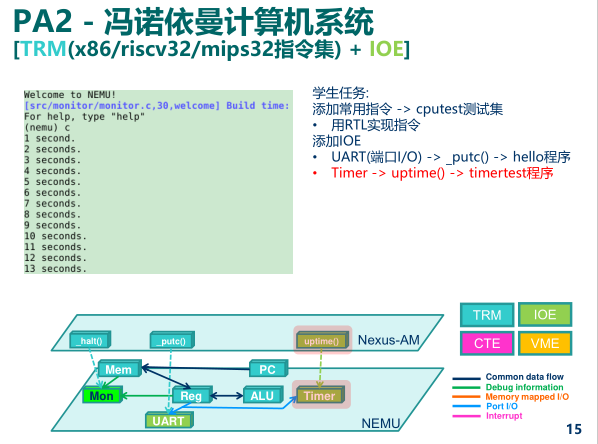 PA2 - 冯诺依曼计算机系统
[TRM(x86/riscv32/mips32指令集) + IOE]
Welcome to NEMU!
[src/monitor/monitor.c,30,welcome] Build time:
For help, type "help"
(nemu) c
1 second.
2 seconds.
3 seconds.
4 seconds.
5 seconds.
6 seconds.
7 seconds.
8 seconds.
9 seconds.
10 seconds.
11 seconds.
12 seconds.
13 seconds.
学生任务:
添加常用指令 -> cputest测试集
• 用RTL实现指令
添加IOE
• UART(端口I/O) -> _putc() -> hello程序
• Timer -> uptime() -> timertest程序
_halt()
_putc()
uptime()
Nexus-AM
Mem
PC
Mon
Reg
ALU
Timer
UART
NEMU
TRM
IOE
CTE
VME
Common data flow
Debug information
Memory mapped I/O
Port I/O
Interrupt
15